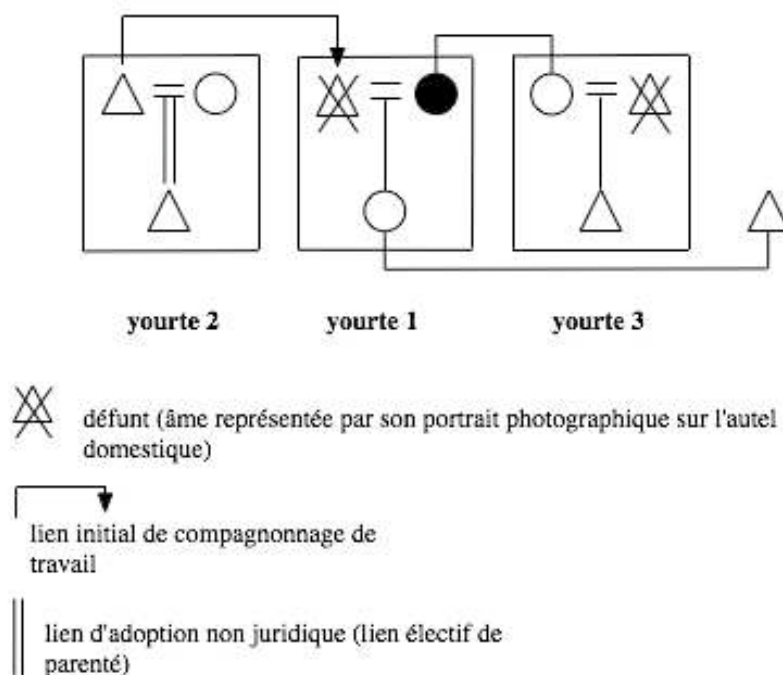 yourte 2 yourte 1 yourte 3
défunt (âme représentée par son portrait photographique sur l'autel
domestique)
lien initial de compagnonnage de
travail
lien d'adoption non juridique (lien électif de
parenté)